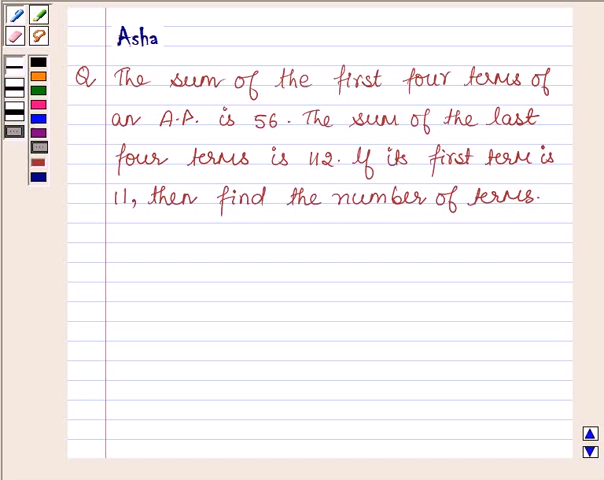 Asha
Q The sum of the first four terms of
an A.P. is 56. The sum of the last
four terms is 112. If its first term is
11, then find the number of terms.